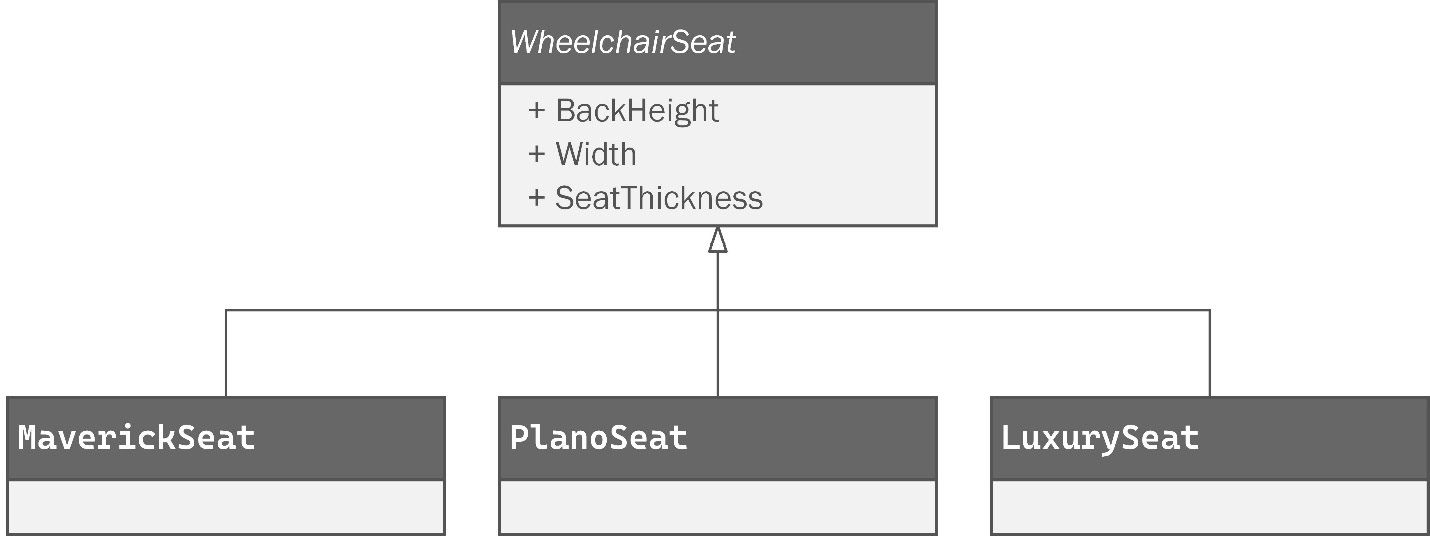 WheelchairSeat
+ BackHeight
+ Width
+ SeatThickness
MaverickSeat
PlanoSeat
LuxurySeat